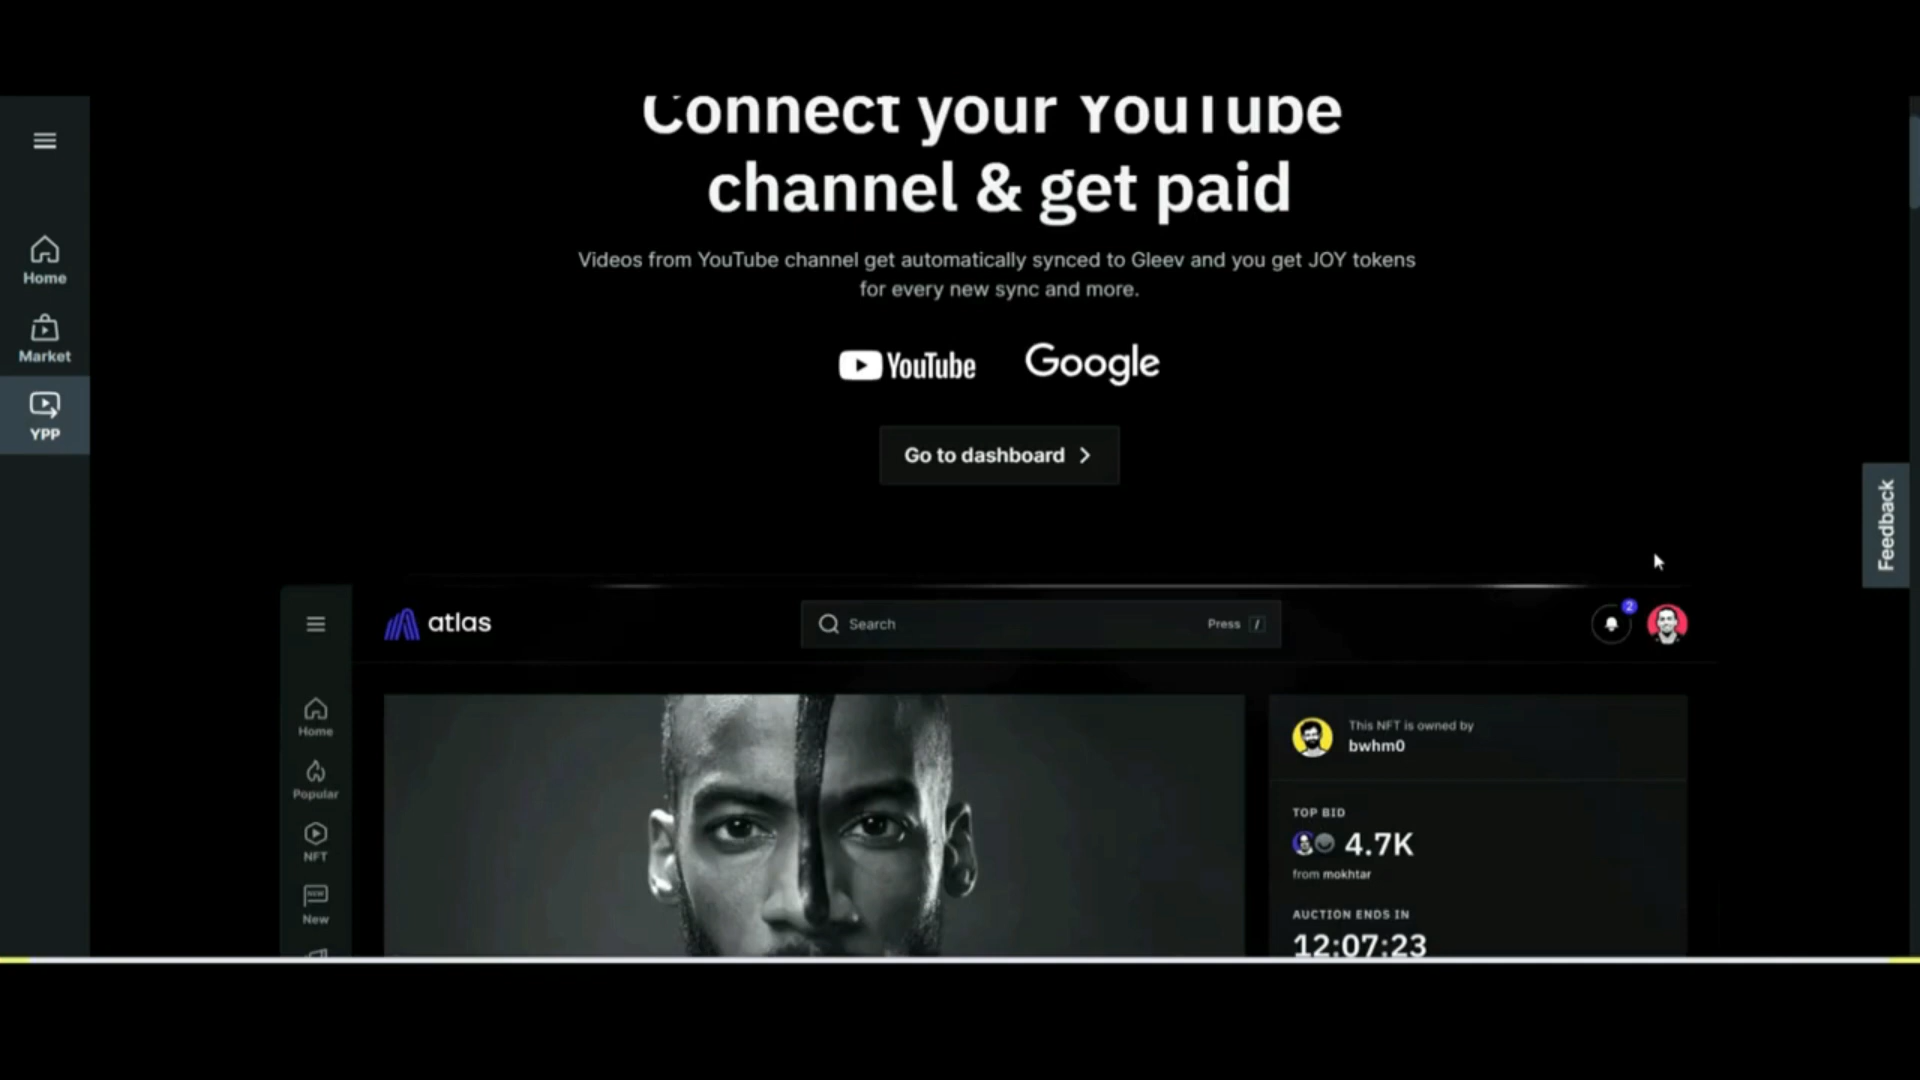 Connect your YouTube
channel & get paid
Videos from YouTube channel get automatically synced to Gleev and you get JOY tokens
for every new sync and more.
YouTube Google
Go to dashboard
Home
Market
YPP
Feedback
atlas
Search Press /
2
Home
Popular
NFT
NEW
New
This NFT is owned by
bwhm0
TOP BID
4.7K
from mokhtar
AUCTION ENDS IN
12:07:23